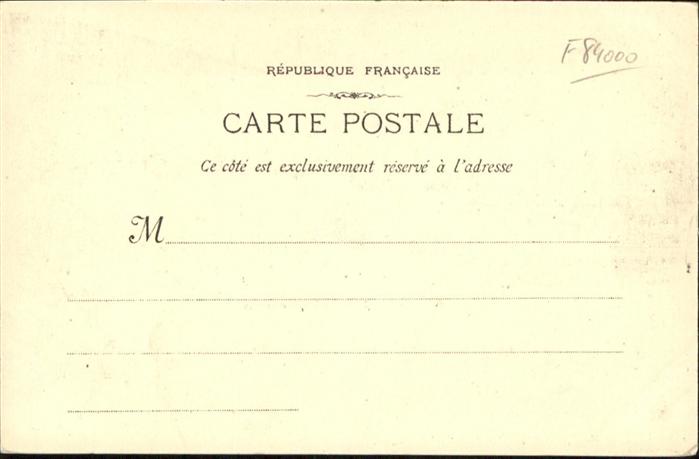 F 84000
RÉPUBLIQUE FRANÇAISE
CARTE POSTALE
Ce côté est exclusivement réservé à l'adresse
M